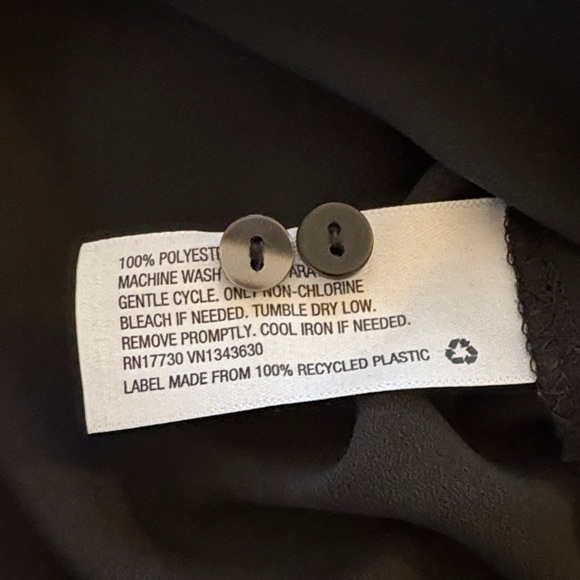 100% POLYEST
MACHINE WASH ARA
GENTLE CYCLE. ONLY NON-CHLORINE
BLEACH IF NEEDED. TUMBLE DRY LOW.
REMOVE PROMPTLY. COOL IRON IF NEEDED.
RN17730 VN1343630
LABEL MADE FROM 100% RECYCLED PLASTIC